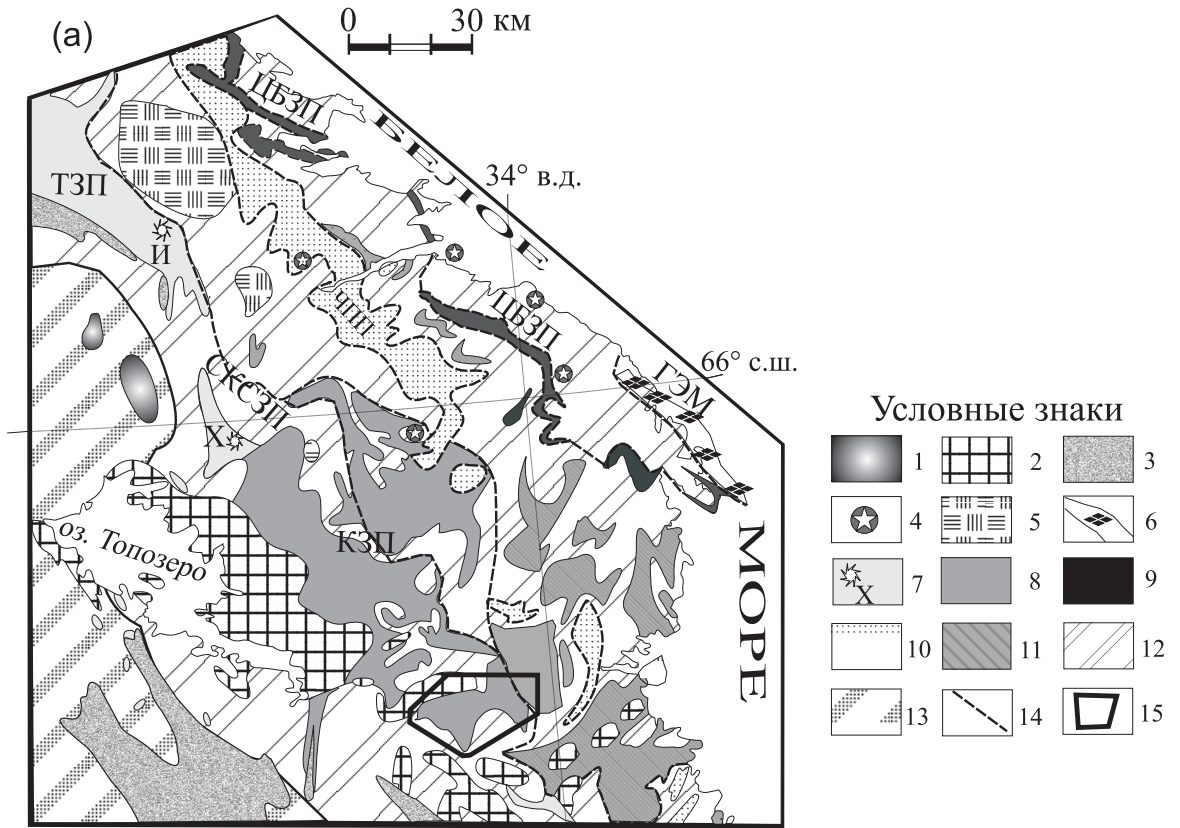 (а)
0 30 км
ЦБЗП
БЕЛОЕ
34° в.д.
ТЗП
И
ЧПП
ЦБЗП
ГЭМ
66° с.ш.
СКСЗП
Х
КЗП
оз. Топозеро
МОРЕ
Условные знаки
1 2 3
4 5 6
Х 7 8 9
10 11 12
13 14 15